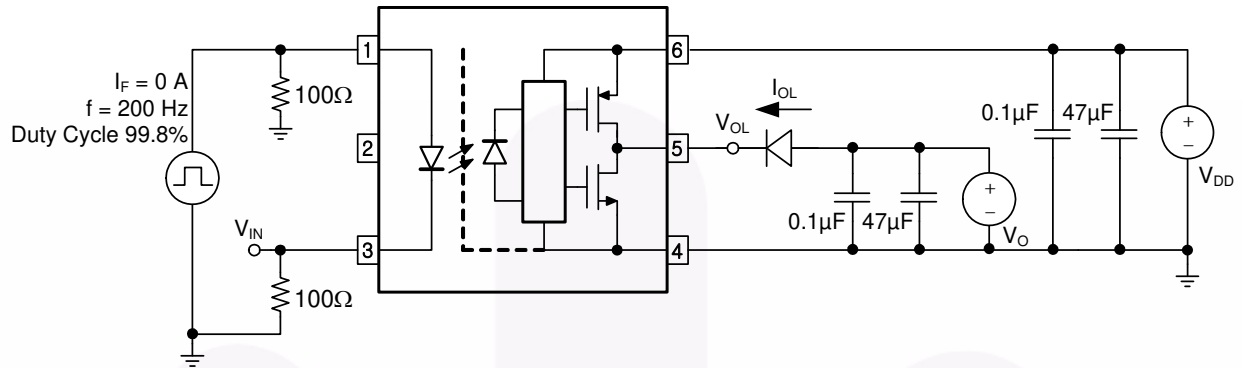 I_F = 0 A
f = 200 Hz
Duty Cycle 99.8%
100Ω
V_IN
100Ω
1
2
3
6
5
4
I_OL
V_OL
0.1µF
47µF
+
−
V_O
0.1µF
47µF
+
−
V_DD